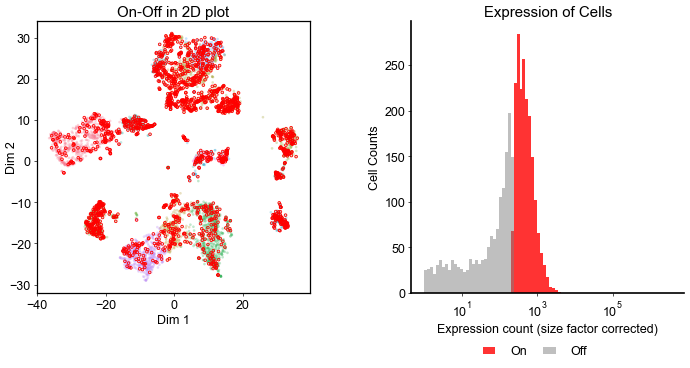 On-Off in 2D plot
Expression of Cells
30
20
10
0
−10
−20
−30
Dim 2
−40
−20
0
20
Dim 1
250
200
150
100
50
0
Cell Counts
10^1
10^3
10^5
Expression count (size factor corrected)
On
Off